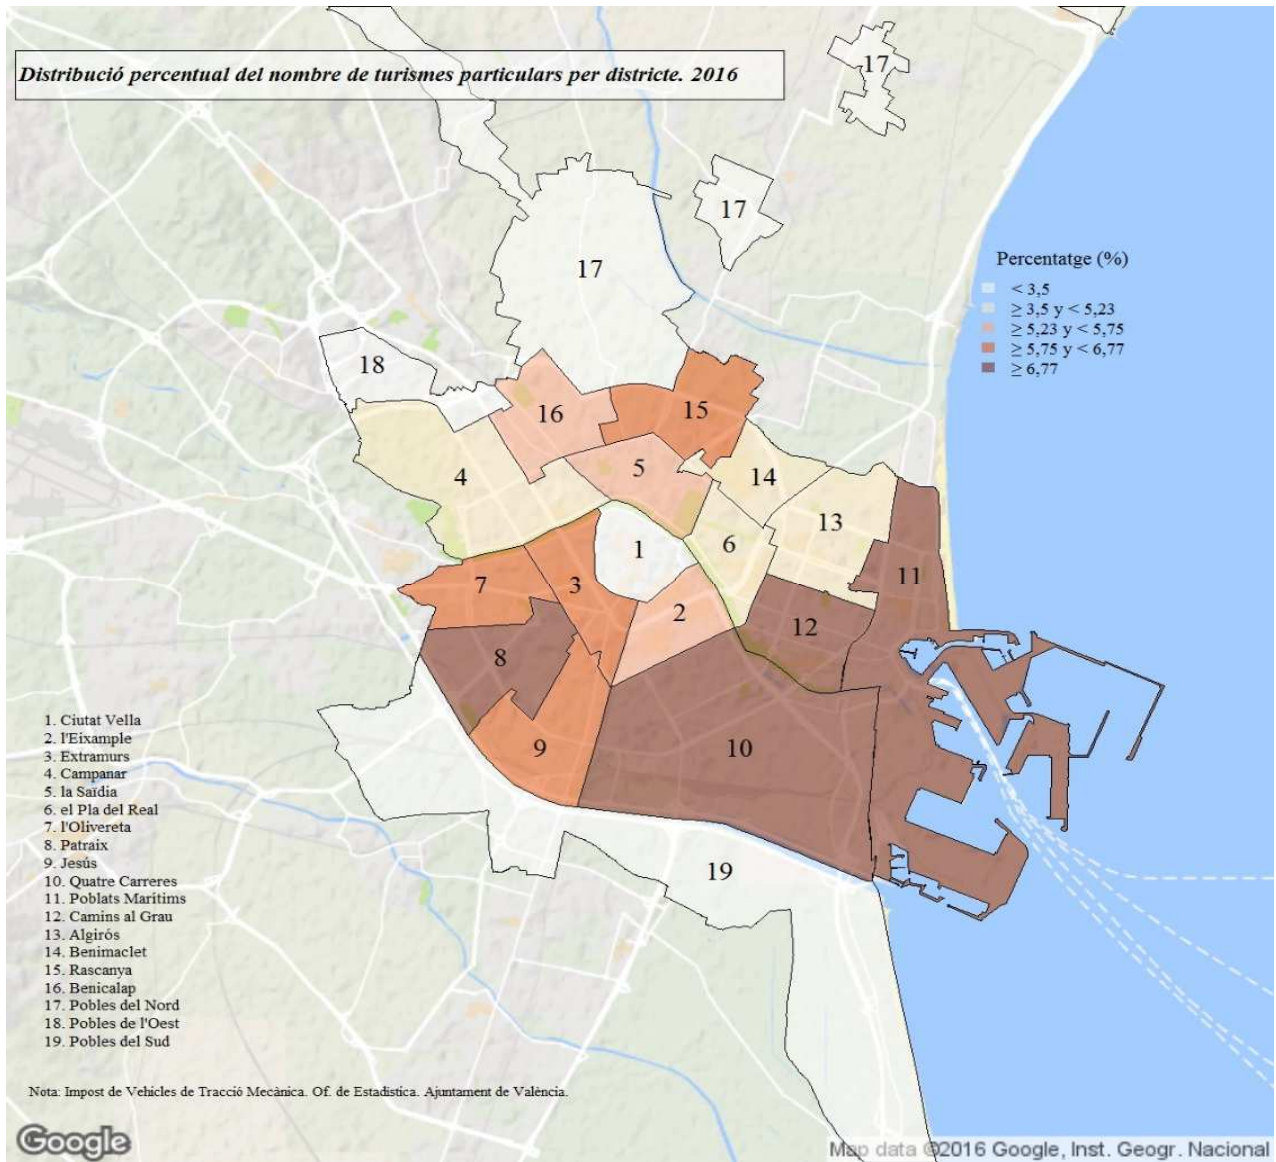 Distribució percentual del nombre de turismes particulars per districte. 2016
17
17
17
18
16
15
4
5
14
13
6
1
11
7
3
2
12
8
10
9
19
Percentatge (%)
< 3,5
≥ 3,5 y < 5,23
≥ 5,23 y < 5,75
≥ 5,75 y < 6,77
≥ 6,77
1. Ciutat Vella
2. l'Eixample
3. Extramurs
4. Campanar
5. la Saïdia
6. el Pla del Real
7. l'Olivereta
8. Patraix
9. Jesús
10. Quatre Carreres
11. Poblats Marítims
12. Camins al Grau
13. Algirós
14. Benimaclet
15. Rascanya
16. Benicalap
17. Pobles del Nord
18. Pobles de l'Oest
19. Pobles del Sud
Nota: Impost de Vehicles de Tracció Mecànica. Of. de Estadística. Ajuntament de València.
Google
Map data ©2016 Google, Inst. Geogr. Nacional